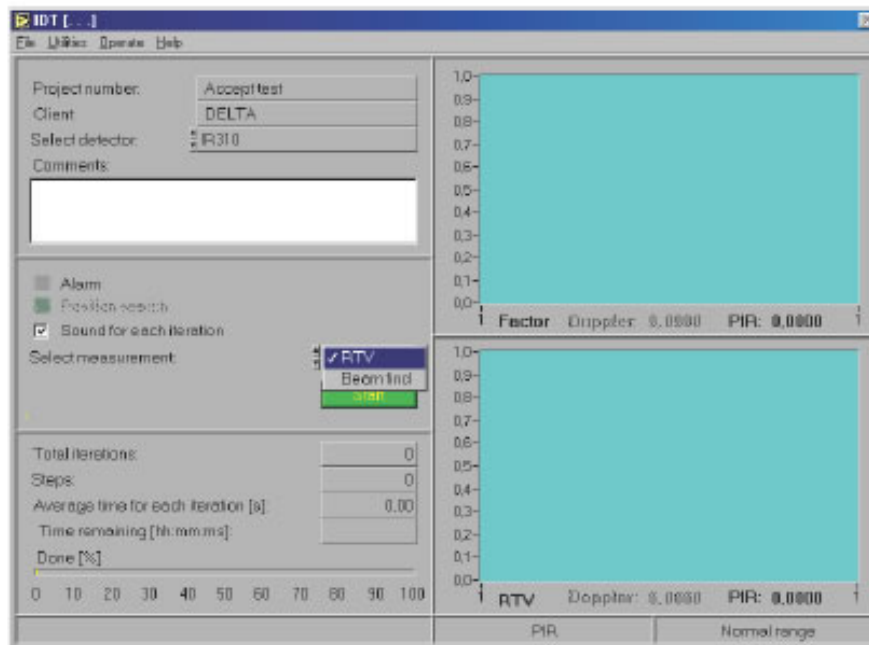 IDT [...]
File Utilities Operate Help
Project number: Accept test
Client DELTA
Select detector: IR310
Comments:
Alarm
Position search
Sound for each iteration
Select measurement: ✓RTV
Beam find
Start
Total iterations: 0
Steps: 0
Average time for each iteration [s]: 0.00
Time remaining [hh:mm:ms]:
Done [%]
0 10 20 30 40 50 60 70 80 90 100
1,0
0,9
0,8
0,7
0,6
0,5
0,4
0,3
0,2
0,1
0,0
1 Factor Doppler: 0,0000 PIR: 0,0000 1
1,0
0,9
0,8
0,7
0,6
0,5
0,4
0,3
0,2
0,1
0,0
1 RTV Doppler: 0,0000 PIR: 0,0000 1
PIR Normal range